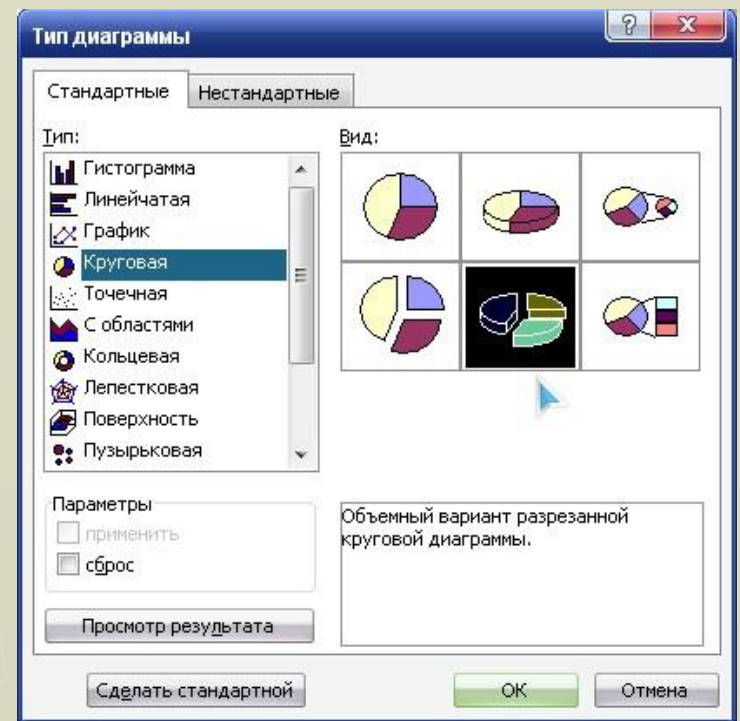 Тип диаграммы
Стандартные Нестандартные
Тип:
Вид:
Гистограмма
Линейчатая
График
Круговая
Точечная
С областями
Кольцевая
Лепестковая
Поверхность
Пузырьковая
Параметры
применить
сброс
Объемный вариант разрезанной
круговой диаграммы.
Просмотр результата
Сделать стандартной
ОК
Отмена